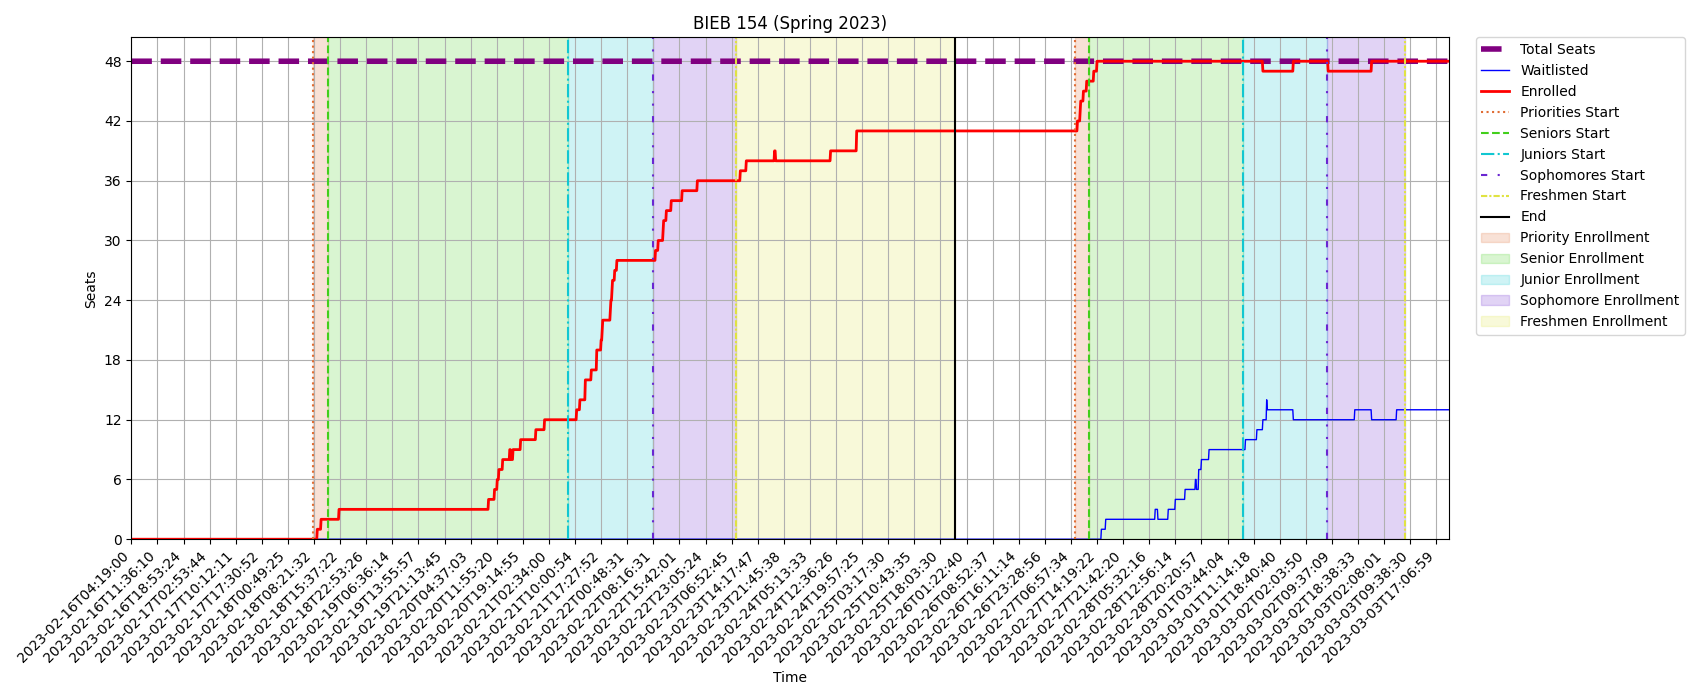 BIEB 154 (Spring 2023)
Seats
48
42
36
30
24
18
12
6
0
Total Seats
Waitlisted
Enrolled
Priorities Start
Seniors Start
Juniors Start
Sophomores Start
Freshmen Start
End
Priority Enrollment
Senior Enrollment
Junior Enrollment
Sophomore Enrollment
Freshmen Enrollment
2023-02-16T04:19:00
2023-02-16T11:36:10
2023-02-16T18:53:24
2023-02-17T02:53:44
2023-02-17T10:12:11
2023-02-17T17:30:52
2023-02-18T00:49:25
2023-02-18T08:21:32
2023-02-18T15:37:22
2023-02-18T22:53:26
2023-02-19T06:36:14
2023-02-19T13:55:57
2023-02-19T21:13:45
2023-02-20T04:37:03
2023-02-20T11:55:20
2023-02-20T19:14:55
2023-02-21T02:34:00
2023-02-21T10:00:54
2023-02-21T17:27:52
2023-02-22T00:48:31
2023-02-22T08:16:31
2023-02-22T15:42:01
2023-02-22T23:05:24
2023-02-23T06:52:45
2023-02-23T14:17:47
2023-02-23T21:45:38
2023-02-24T05:13:33
2023-02-24T12:36:26
2023-02-24T19:57:25
2023-02-25T03:17:30
2023-02-25T10:43:35
2023-02-25T18:03:30
2023-02-26T01:22:40
2023-02-26T08:52:37
2023-02-26T16:11:14
2023-02-26T23:28:56
2023-02-27T06:57:34
2023-02-27T14:19:22
2023-02-27T21:42:20
2023-02-28T05:32:16
2023-02-28T12:56:14
2023-02-28T20:20:57
2023-03-01T03:44:04
2023-03-01T11:14:18
2023-03-01T18:40:40
2023-03-02T02:03:50
2023-03-02T09:37:09
2023-03-02T18:38:33
2023-03-03T02:08:01
2023-03-03T09:38:30
2023-03-03T17:06:59
Time